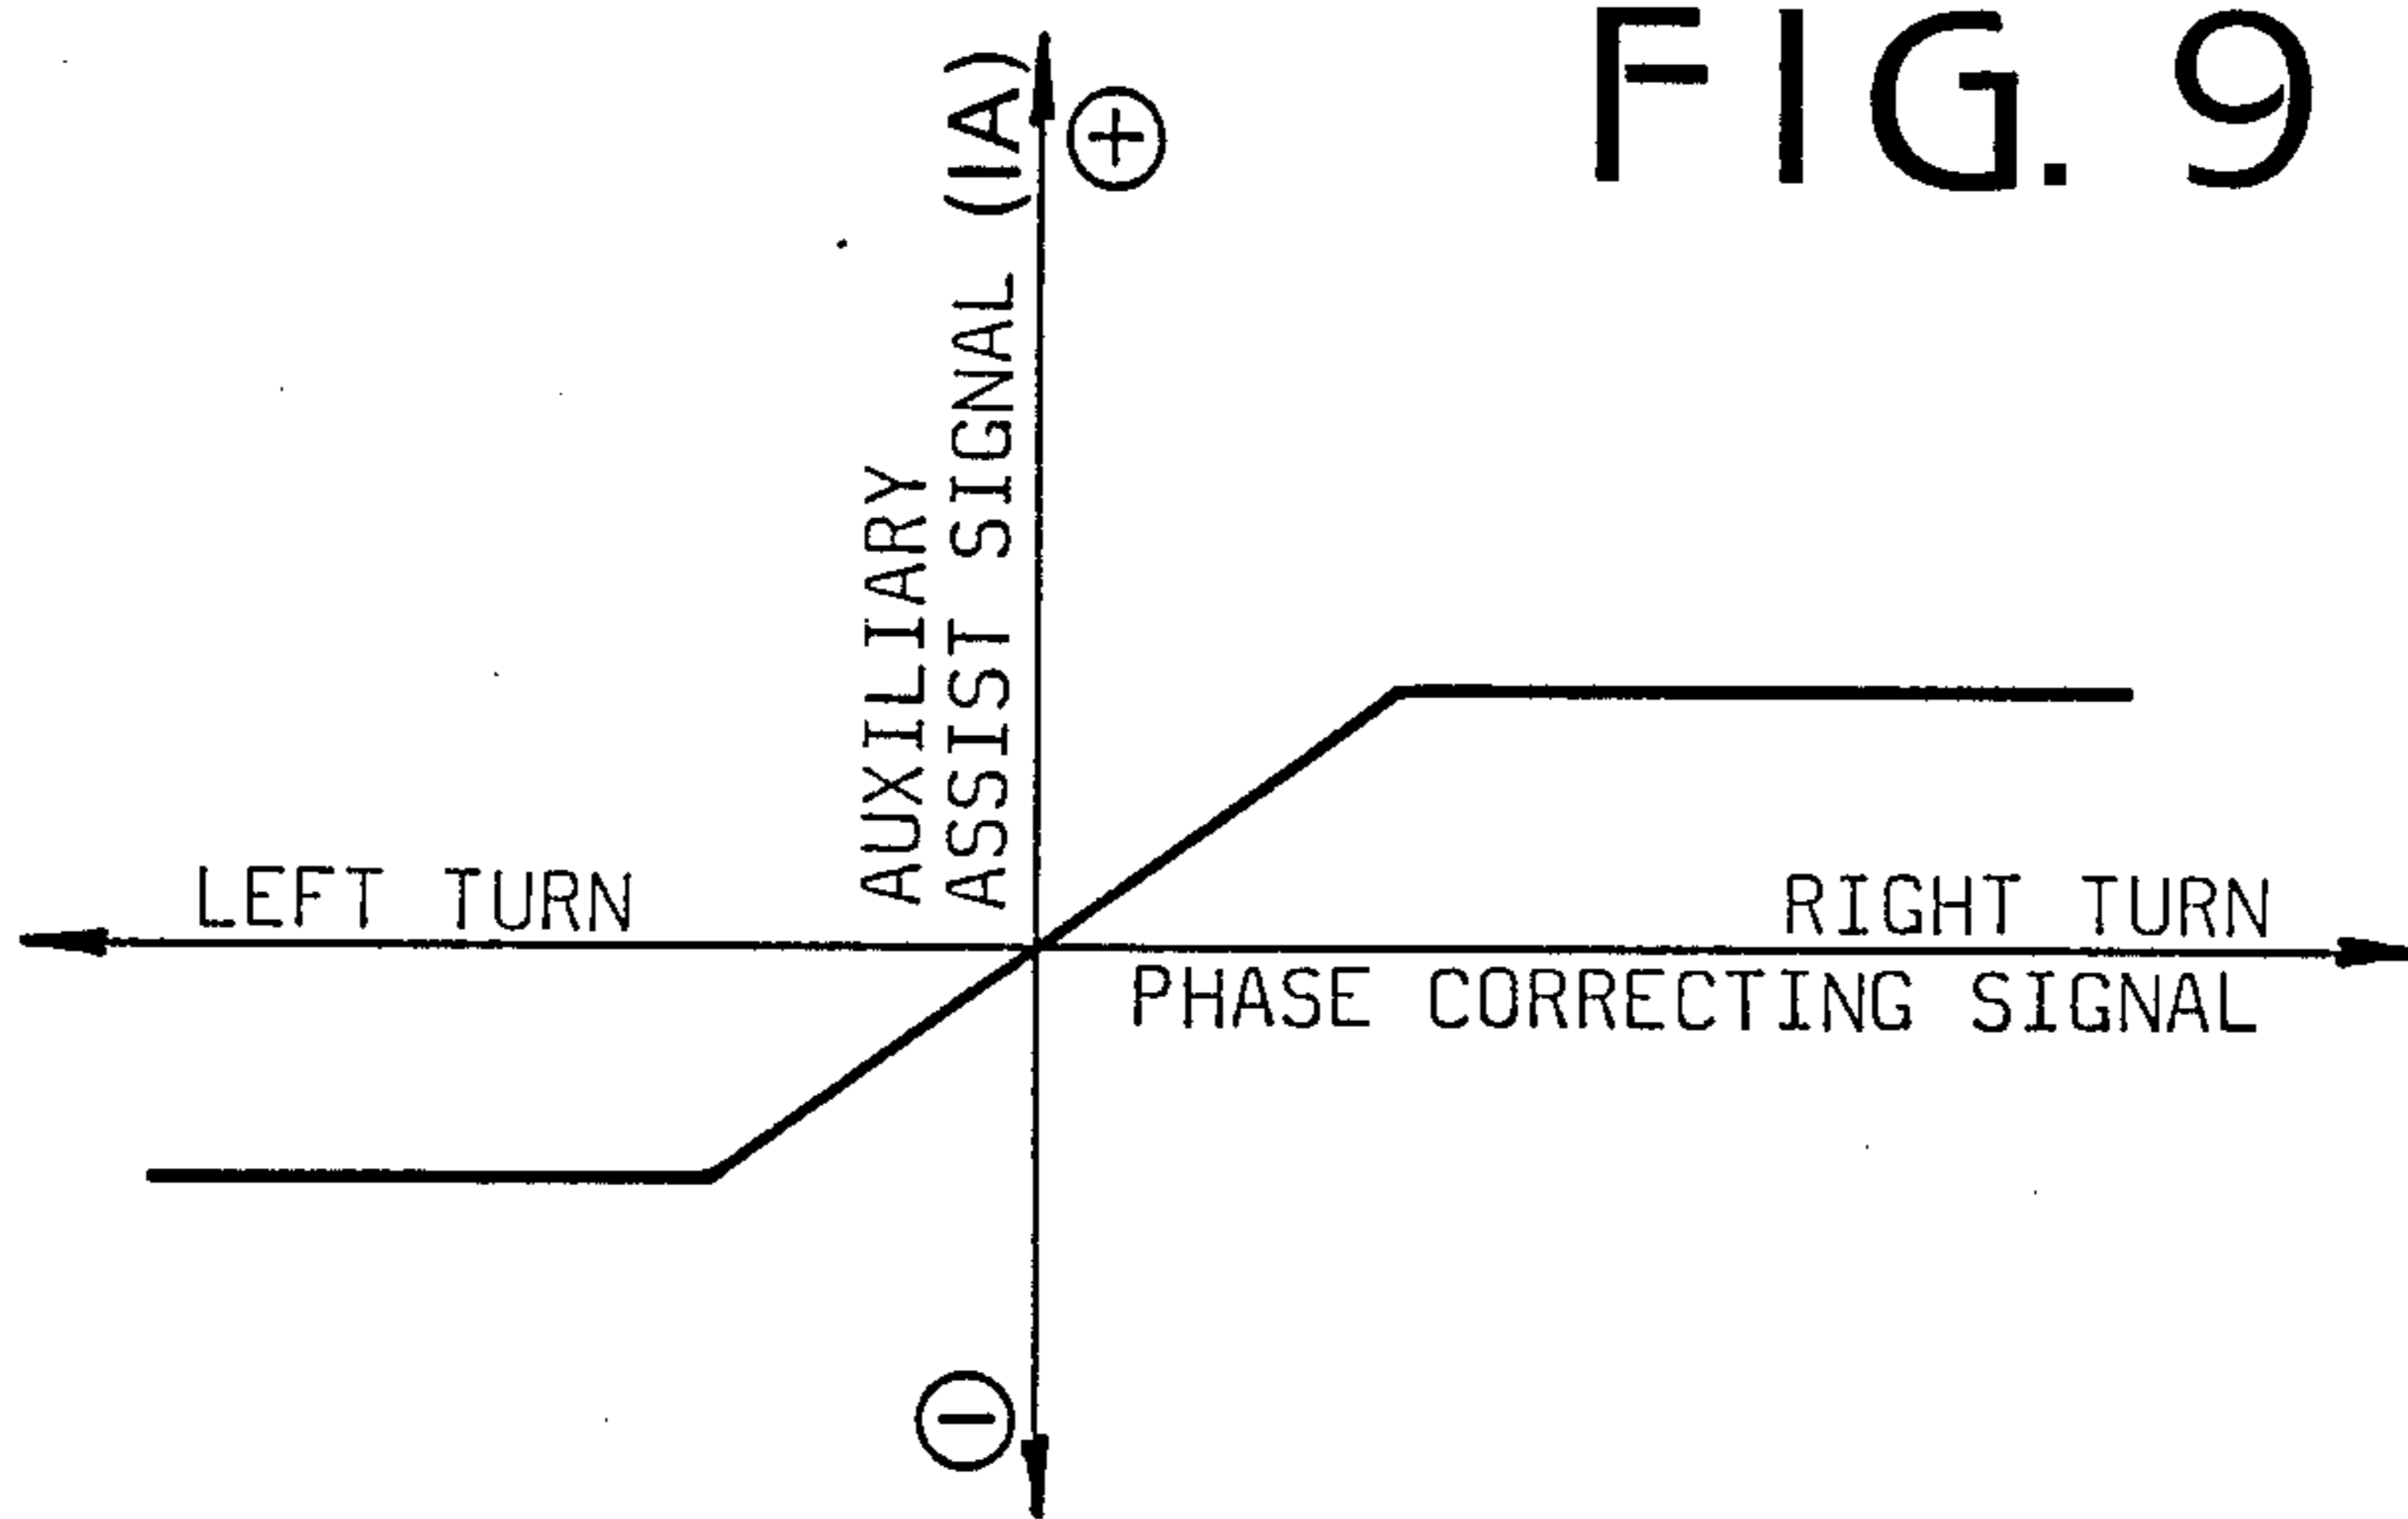 FIG. 9
AUXILIARY
ASSIST SIGNAL (IA)
⊕
LEFT TURN
RIGHT TURN
PHASE CORRECTING SIGNAL
⊖